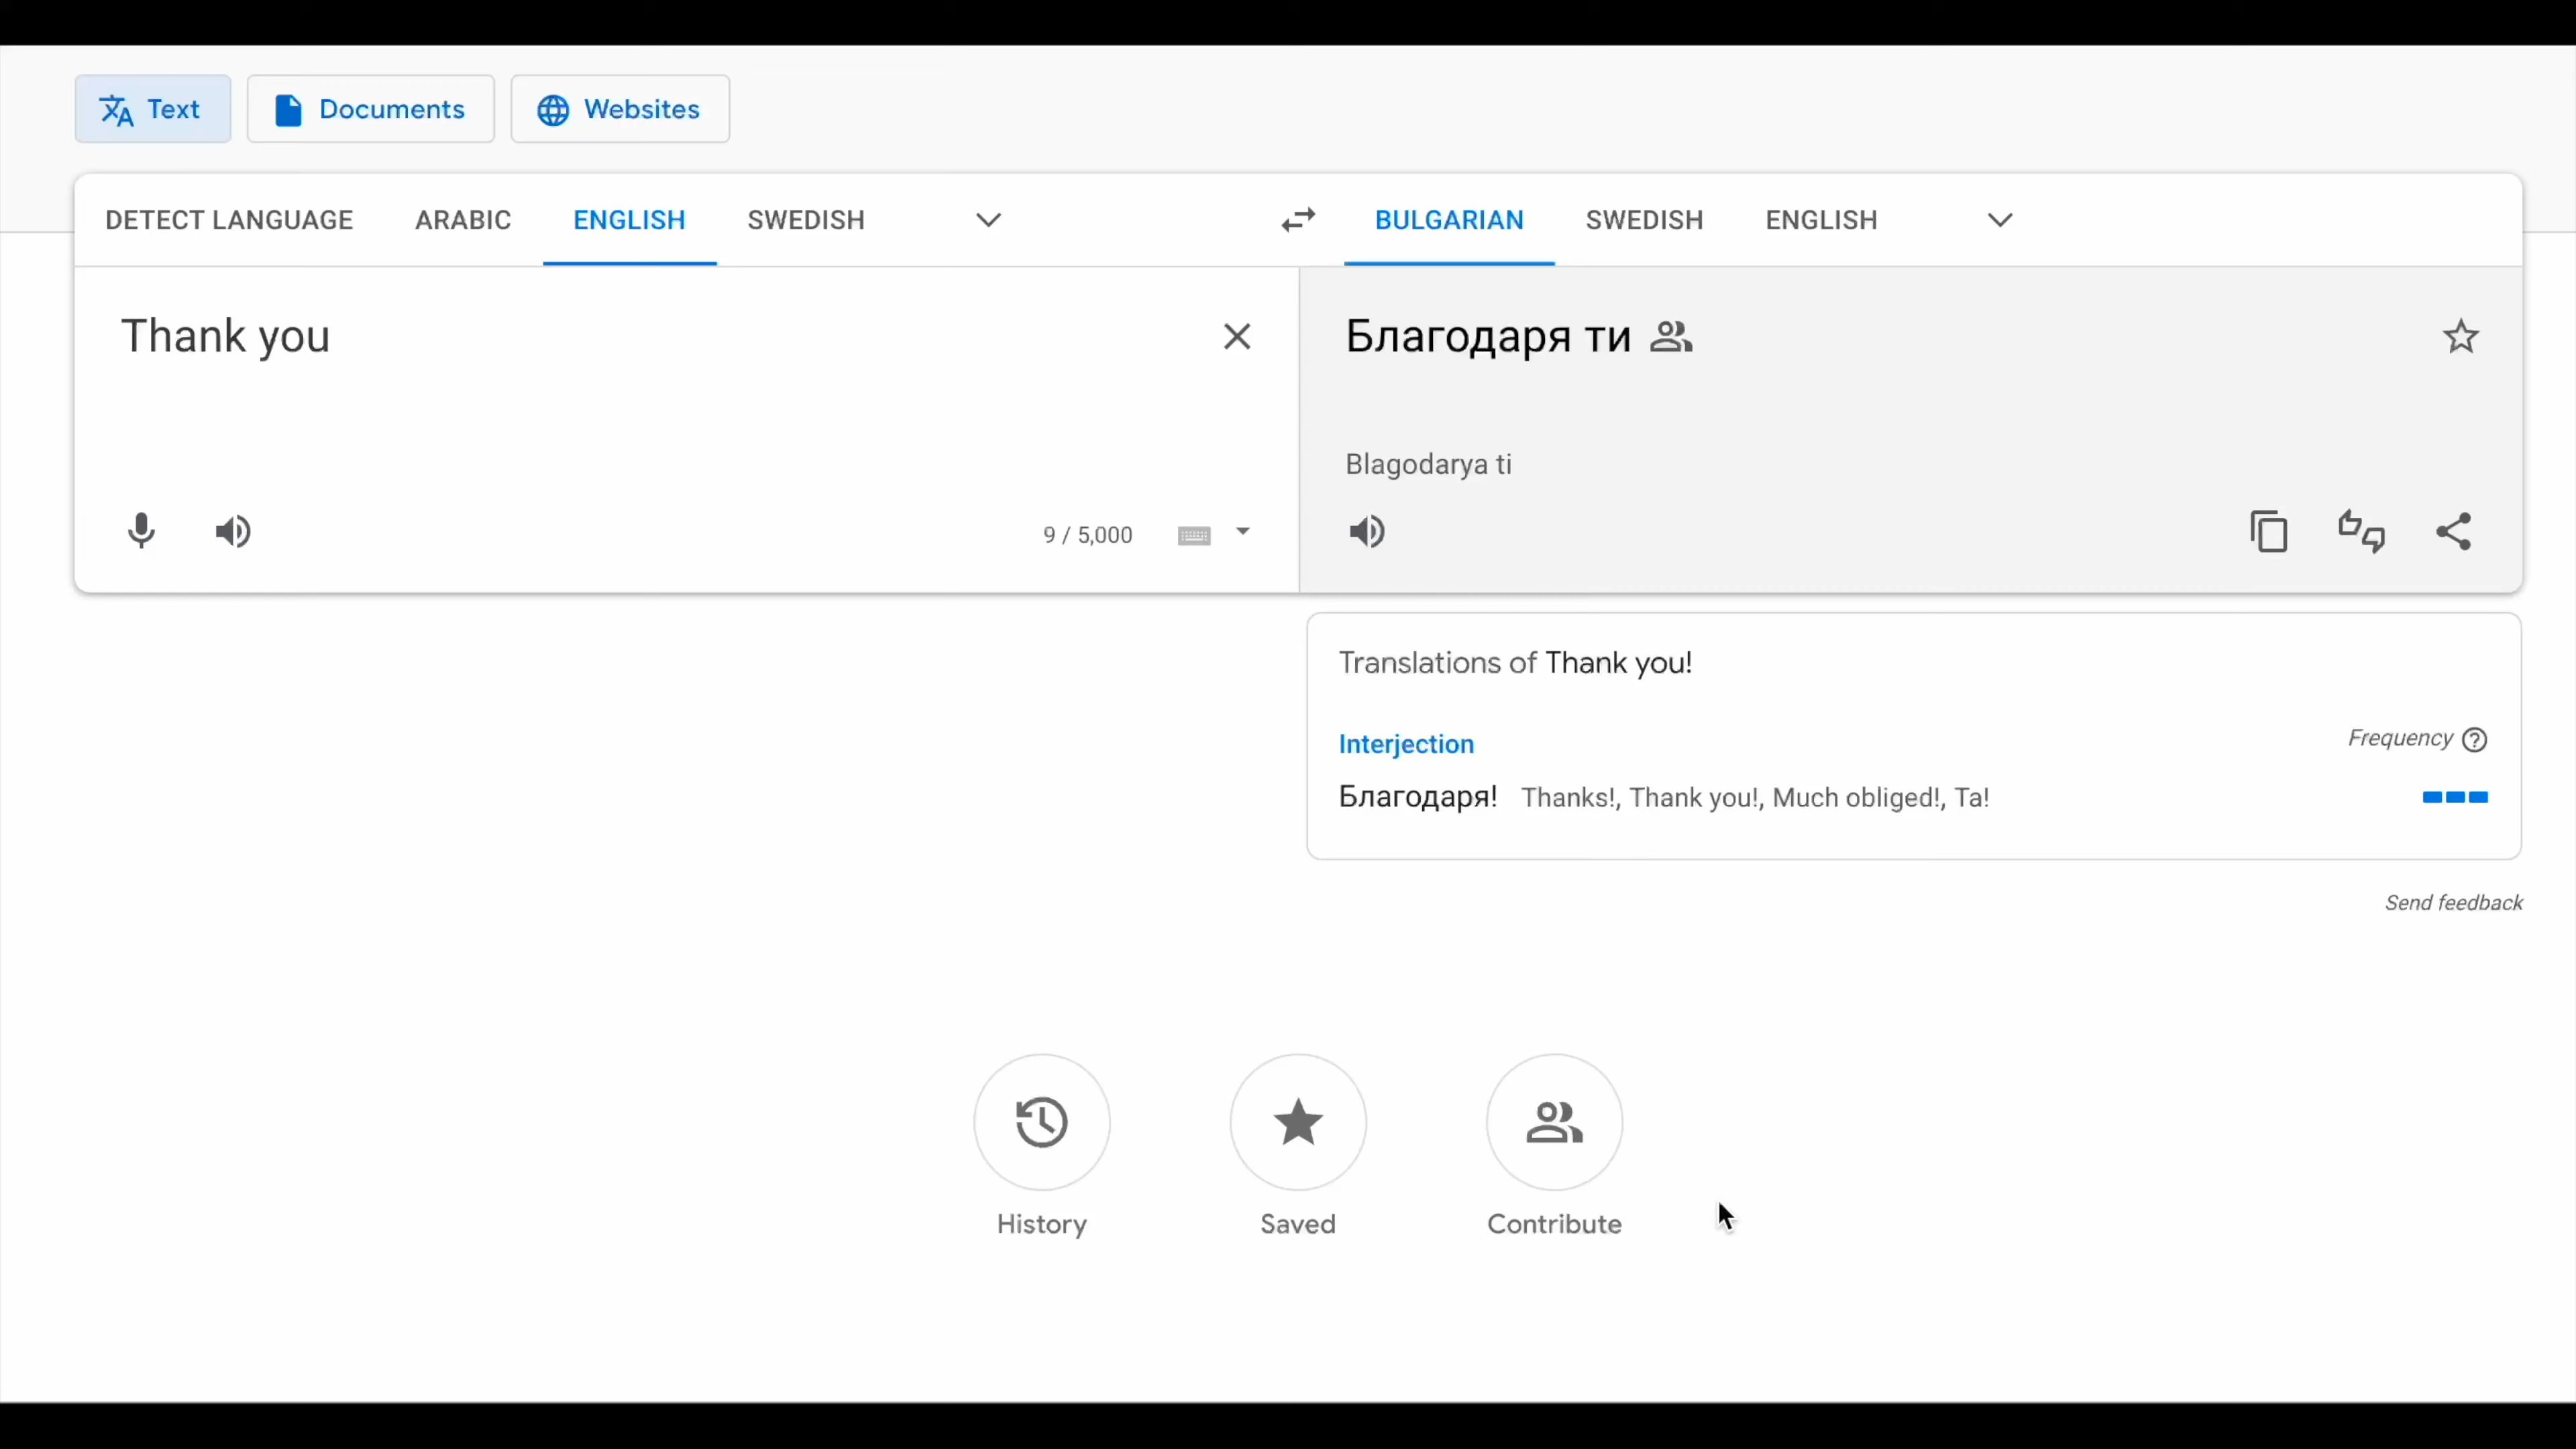 Text Documents Websites
DETECT LANGUAGE ARABIC ENGLISH SWEDISH BULGARIAN SWEDISH ENGLISH
Thank you
Благодаря ти
Blagodarya ti
9 / 5,000
Translations of Thank you!
Interjection Frequency
Благодаря! Thanks!, Thank you!, Much obliged!, Ta!
Send feedback
History Saved Contribute